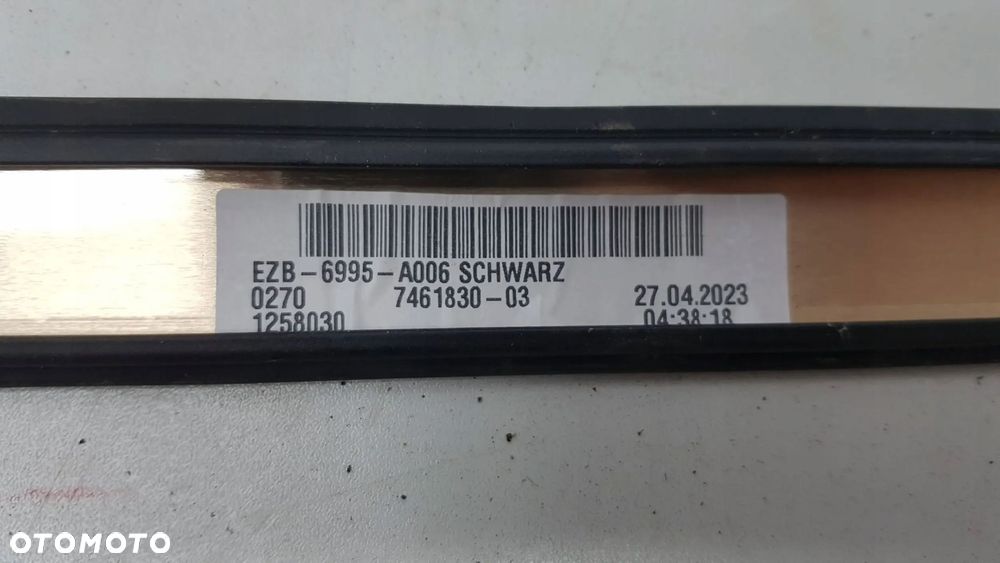 EZB-6995-A006 SCHWARZ
0270 7461830-03 27.04.2023
1258030 04:38:18
OTOMOTO